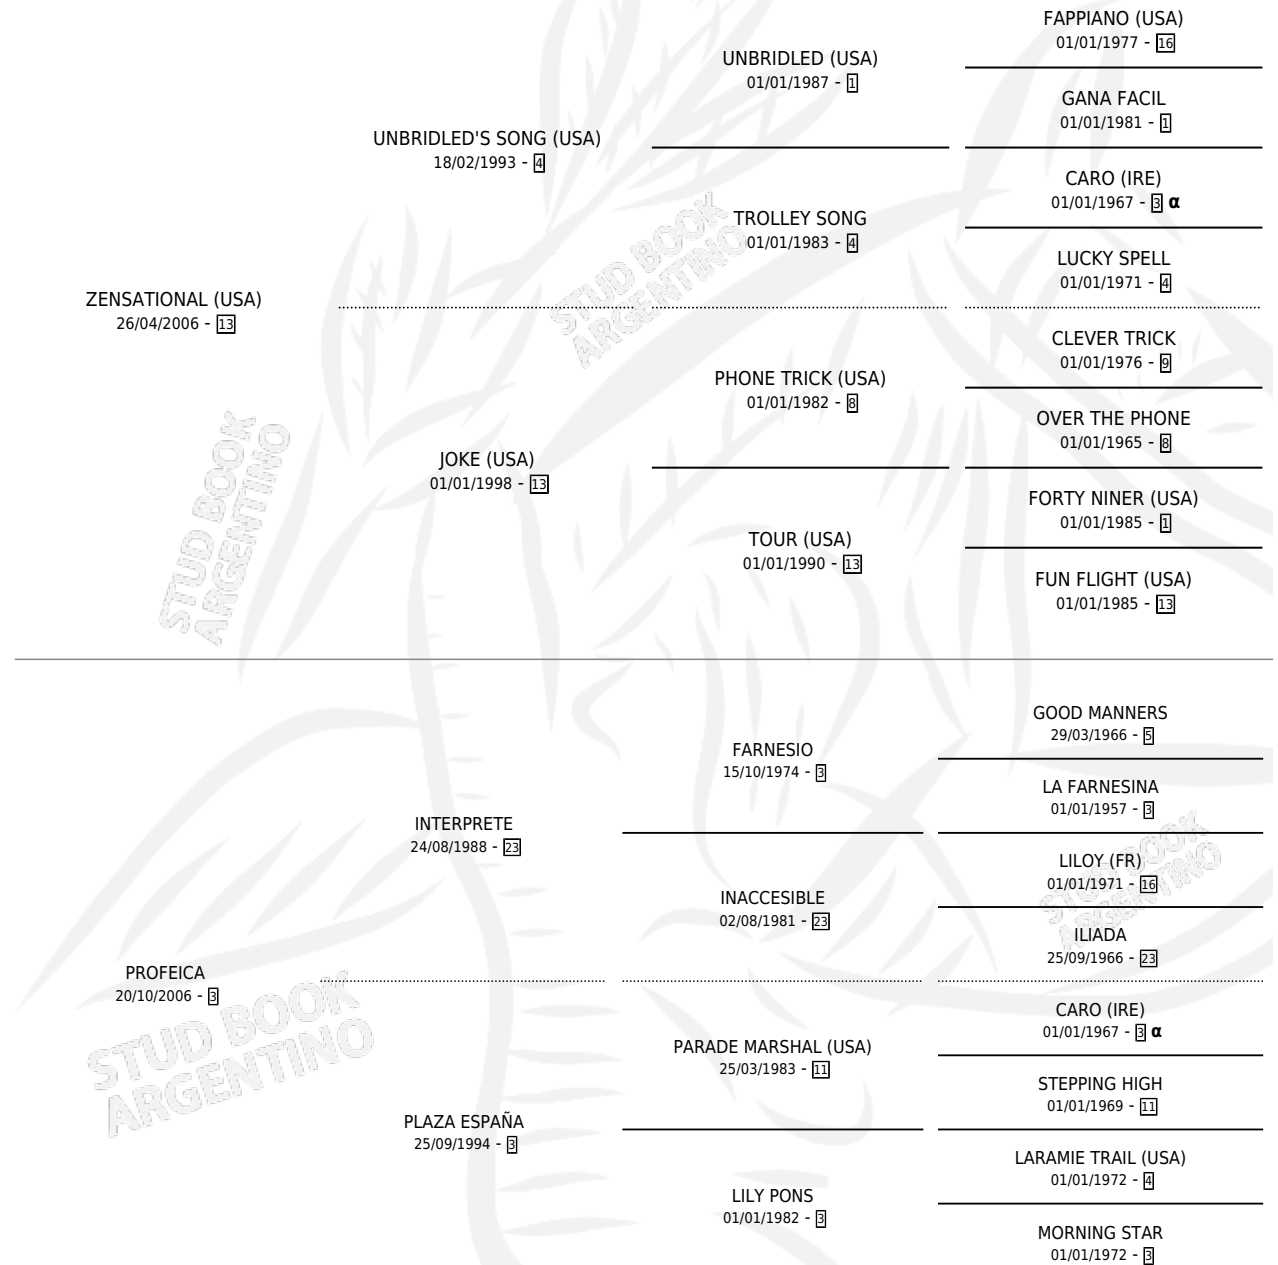 FAPPIANO (USA)
01/01/1977 - 16
UNBRIDLED (USA)
01/01/1987 - 1
GANA FACIL
01/01/1981 - 1
UNBRIDLED'S SONG (USA)
18/02/1993 - 4
CARO (IRE)
01/01/1967 - 3 α
TROLLEY SONG
01/01/1983 - 4
LUCKY SPELL
01/01/1971 - 4
ZENSATIONAL (USA)
26/04/2006 - 13
CLEVER TRICK
01/01/1976 - 9
PHONE TRICK (USA)
01/01/1982 - 8
OVER THE PHONE
01/01/1965 - 8
JOKE (USA)
01/01/1998 - 13
FORTY NINER (USA)
01/01/1985 - 1
TOUR (USA)
01/01/1990 - 13
FUN FLIGHT (USA)
01/01/1985 - 13
GOOD MANNERS
29/03/1966 - 5
FARNESIO
15/10/1974 - 3
LA FARNESINA
01/01/1957 - 3
INTERPRETE
24/08/1988 - 23
LILOY (FR)
01/01/1971 - 16
INACCESIBLE
02/08/1981 - 23
ILIADA
25/09/1966 - 23
PROFEICA
20/10/2006 - 3
CARO (IRE)
01/01/1967 - 3 α
PARADE MARSHAL (USA)
25/03/1983 - 11
STEPPING HIGH
01/01/1969 - 11
PLAZA ESPAÑA
25/09/1994 - 3
LARAMIE TRAIL (USA)
01/01/1972 - 4
LILY PONS
01/01/1982 - 3
MORNING STAR
01/01/1972 - 3
STUD BOOK
ARGENTINO
STUD BOOK
ARGENTINO
STUD BOOK
ARGENTINO
STUD BOOK
ARGENTINO